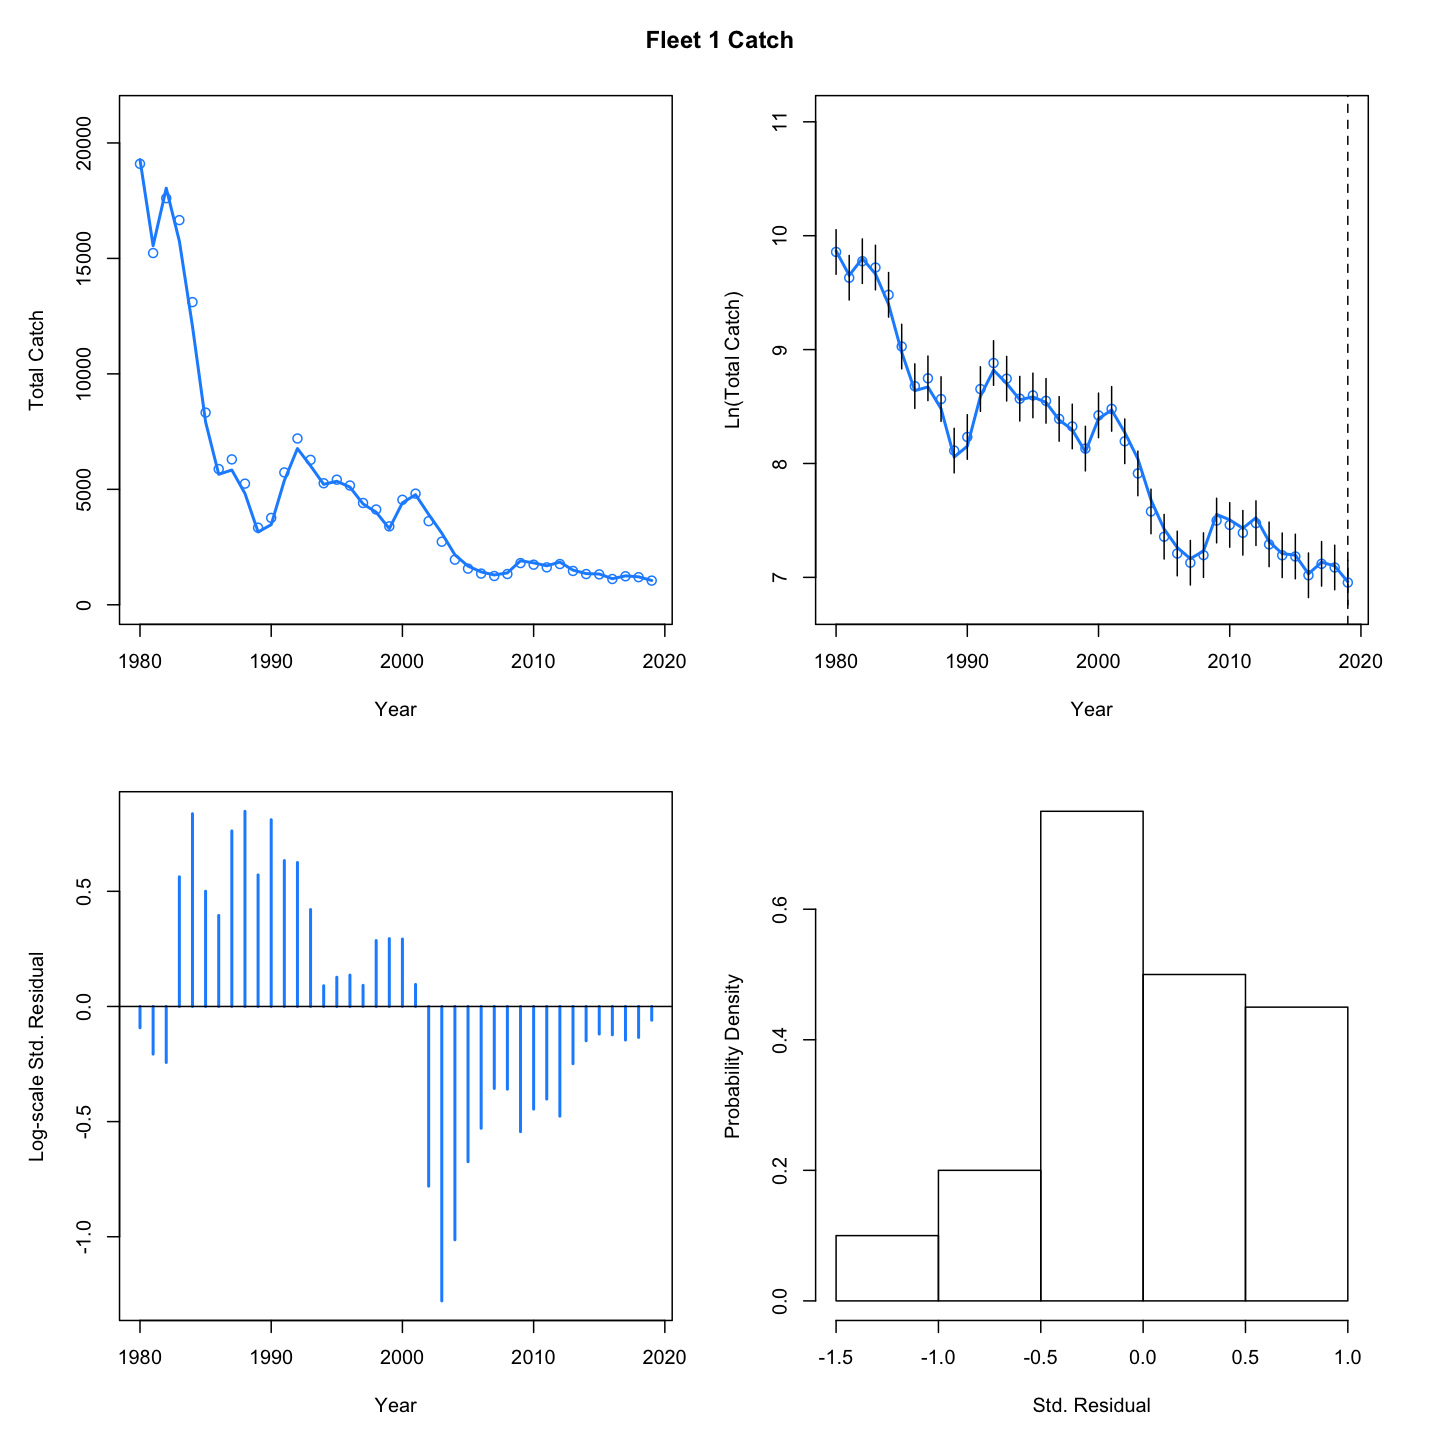 Fleet 1 Catch
Total Catch
0
5000
10000
15000
20000
1980 1990 2000 2010 2020
Year
Ln(Total Catch)
7
8
9
10
11
1980 1990 2000 2010 2020
Year
Log-scale Std. Residual
-1.0
-0.5
0.0
0.5
1980 1990 2000 2010 2020
Year
Probability Density
0.0
0.2
0.4
0.6
-1.5 -1.0 -0.5 0.0 0.5 1.0
Std. Residual